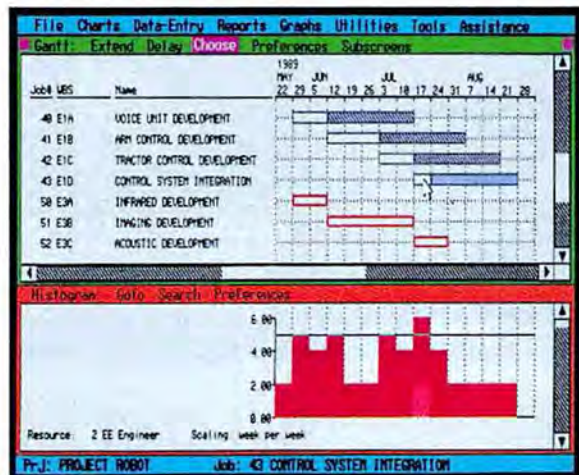 File Charts Data-Entry Reports Graphs Utilities Tools Assistance
Gantt: Extend Delay Choose Preferences Subscreens
1989
MAY JUN JUL AUG
Job# WBS Name 22 29 5 12 19 26 3 10 17 24 31 7 14 21 28
40 E1A VOICE UNIT DEVELOPMENT
41 E1B ARM CONTROL DEVELOPMENT
42 E1C TRACTOR CONTROL DEVELOPMENT
43 E1D CONTROL SYSTEM INTEGRATION
50 E3A INFRARED DEVELOPMENT
51 E3B IMAGING DEVELOPMENT
52 E3C ACOUSTIC DEVELOPMENT
Histogram Goto Search Preferences
6.00
4.00
2.00
0.00
Resource: 2 EE Engineer Scaling: week per week
PrJ: PROJECT ROBOT Job: 43 CONTROL SYSTEM INTEGRATION